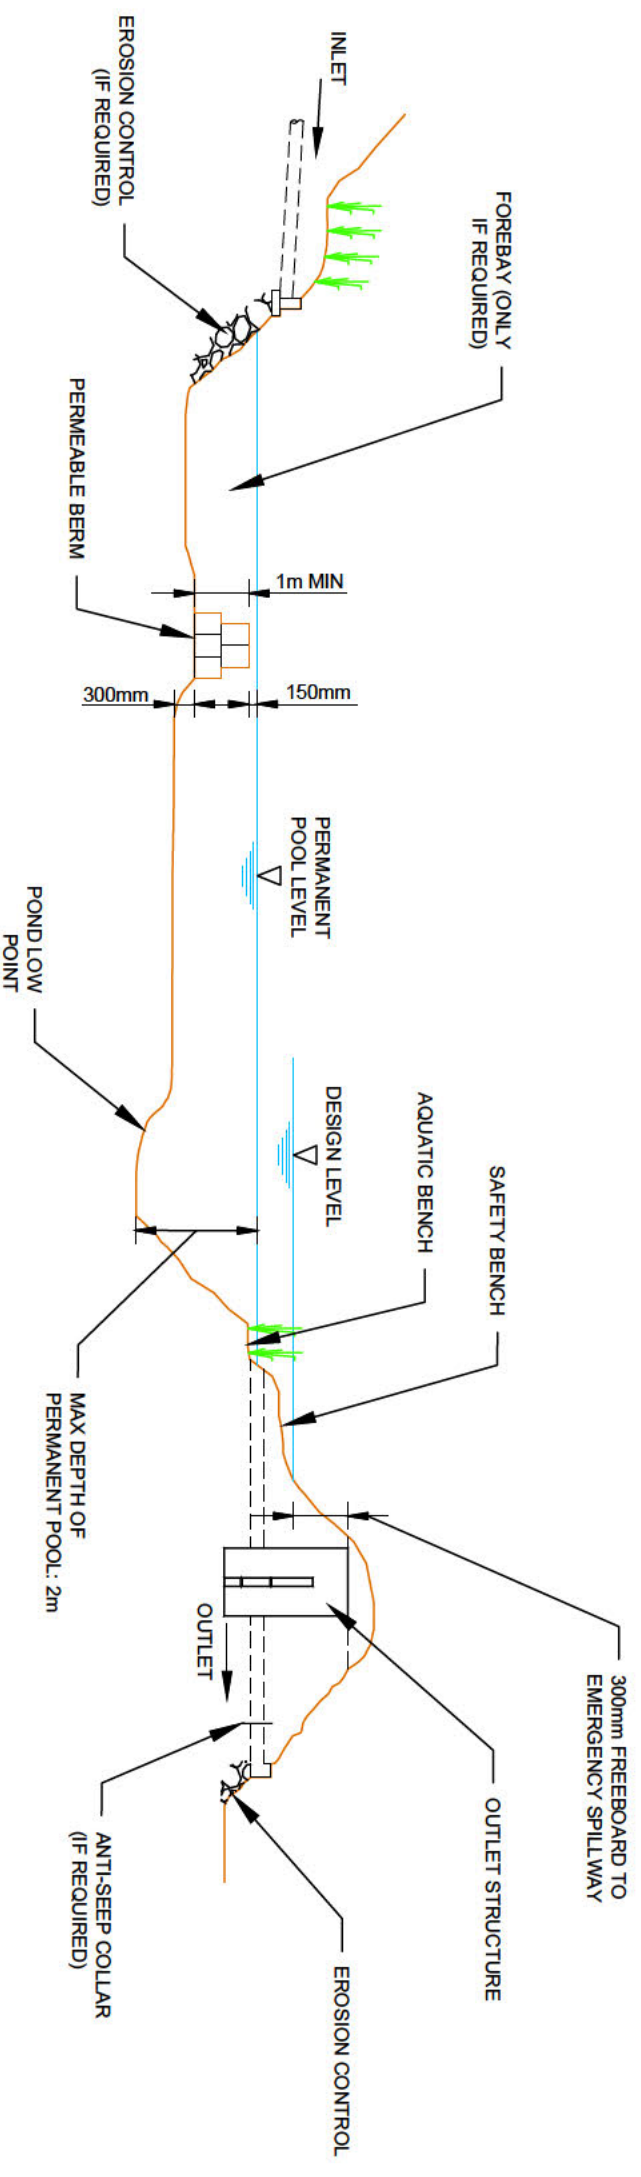 INLET
EROSION CONTROL
(IF REQUIRED)
FOREBAY (ONLY
IF REQUIRED)
PERMEABLE BERM
1m MIN
300mm
150mm
PERMANENT
POOL LEVEL
POND LOW
POINT
DESIGN LEVEL
AQUATIC BENCH
SAFETY BENCH
MAX DEPTH OF
PERMANENT POOL: 2m
300mm FREEBOARD TO
EMERGENCY SPILLWAY
OUTLET STRUCTURE
OUTLET
ANTI-SEEP COLLAR
(IF REQUIRED)
EROSION CONTROL